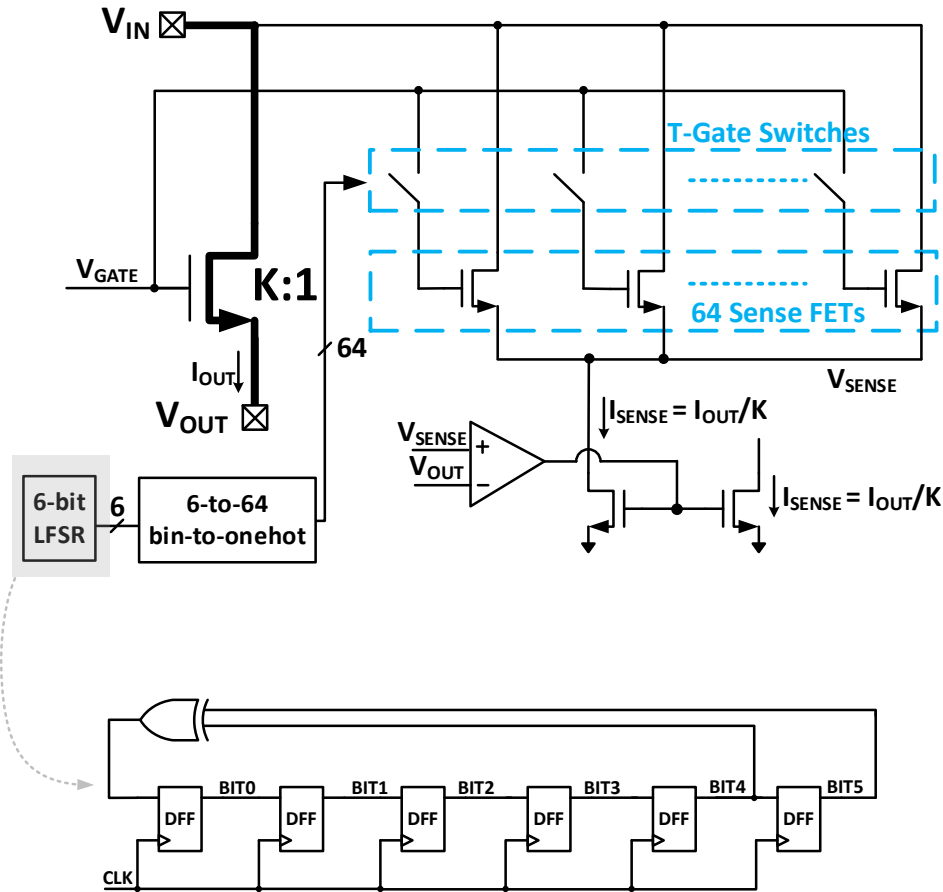 VIN
T-Gate Switches
VGATE
K:1
64 Sense FETs
64
IOUT
VOUT
VSENSE
ISENSE = IOUT/K
VSENSE
+
VOUT
−
ISENSE = IOUT/K
6-bit
LFSR
6
6-to-64
bin-to-onehot
BIT0
BIT1
BIT2
BIT3
BIT4
BIT5
DFF
DFF
DFF
DFF
DFF
DFF
CLK